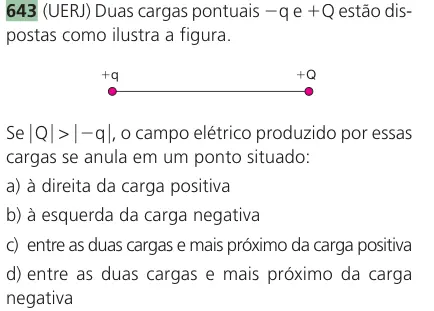 643 (UERJ) Duas cargas pontuais −q e +Q estão dis-
postas como ilustra a figura.
+q +Q
Se |Q| > |−q|, o campo elétrico produzido por essas
cargas se anula em um ponto situado:
a) à direita da carga positiva
b) à esquerda da carga negativa
c) entre as duas cargas e mais próximo da carga positiva
d) entre as duas cargas e mais próximo da carga
negativa